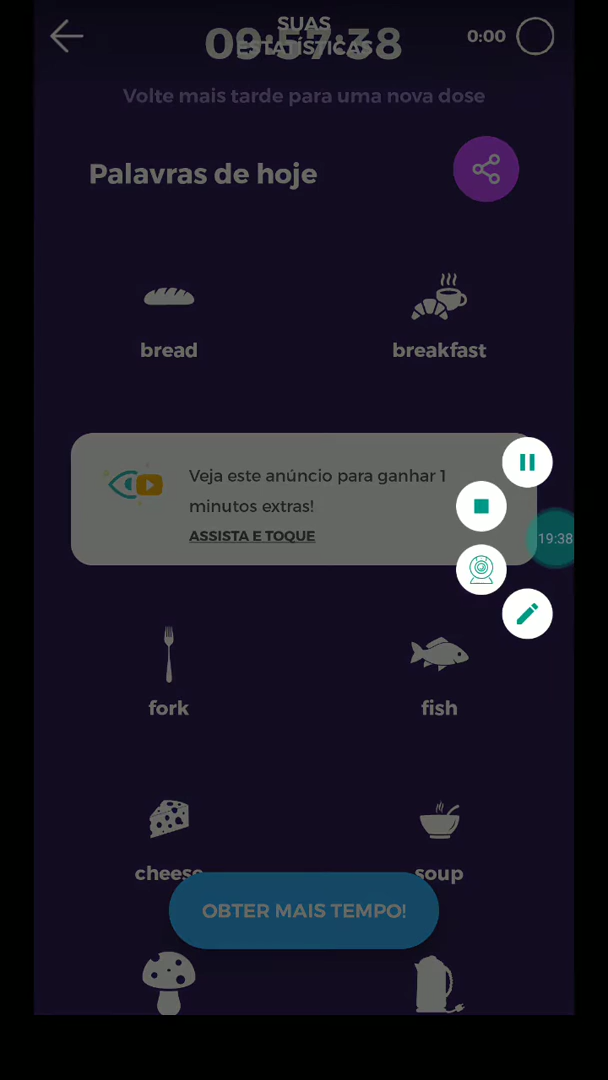 SUAS
ESTATÍSTICAS
09:57:38
0:00
Volte mais tarde para uma nova dose
Palavras de hoje
bread
breakfast
Veja este anúncio para ganhar 1
minutos extras!
ASSISTA E TOQUE
19:38
fork
fish
cheese
soup
OBTER MAIS TEMPO!